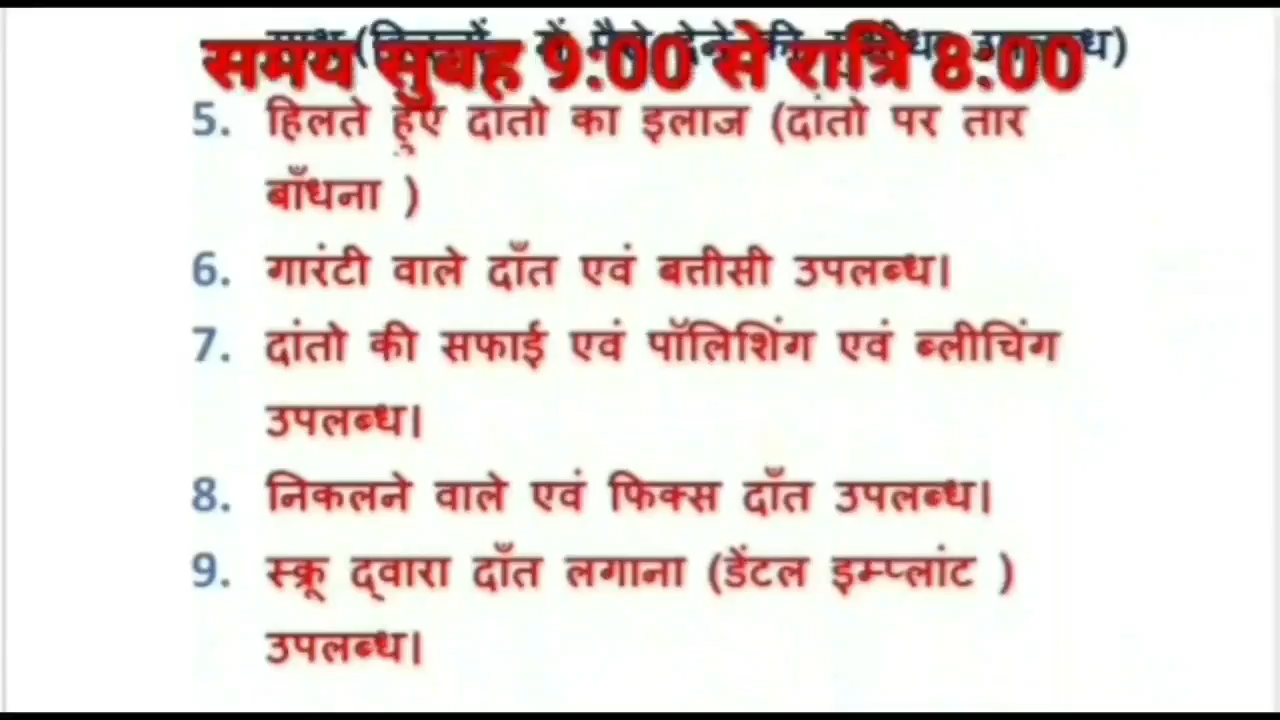 में पैसे देने की उपलब्ध)
समय सुबह 9:00 से रात्रि 8:00
5. हिलते हुए दांतो का इलाज (दांतो पर तार
बाँधना )
6. गारंटी वाले दाँत एवं बत्तीसी उपलब्ध।
7. दांतो की सफाई एवं पॉलिशिंग एवं ब्लीचिंग
उपलब्ध।
8. निकलने वाले एवं फिक्स दाँत उपलब्ध।
9. स्क्रू द्वारा दाँत लगाना (डेंटल इम्प्लांट )
उपलब्ध।